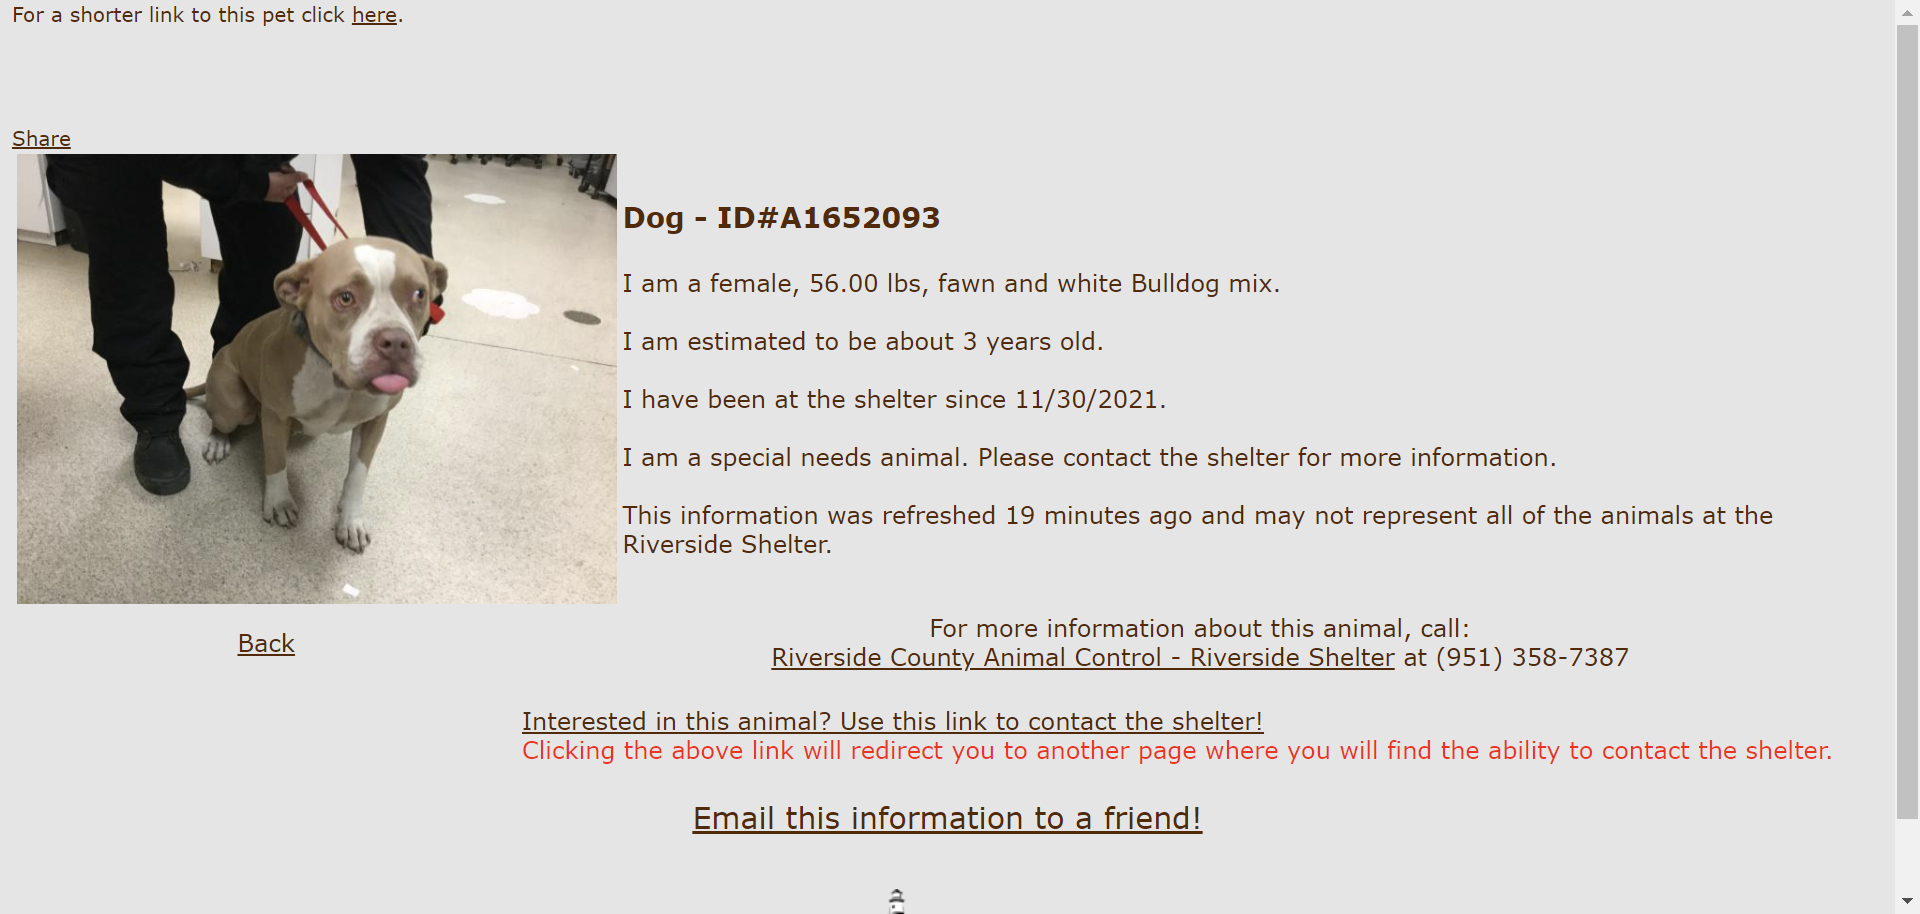 For a shorter link to this pet click here.
Share
Dog - ID#A1652093
I am a female, 56.00 lbs, fawn and white Bulldog mix.
I am estimated to be about 3 years old.
I have been at the shelter since 11/30/2021.
I am a special needs animal. Please contact the shelter for more information.
This information was refreshed 19 minutes ago and may not represent all of the animals at the
Riverside Shelter.
Back
For more information about this animal, call:
Riverside County Animal Control - Riverside Shelter at (951) 358-7387
Interested in this animal? Use this link to contact the shelter!
Clicking the above link will redirect you to another page where you will find the ability to contact the shelter.
Email this information to a friend!